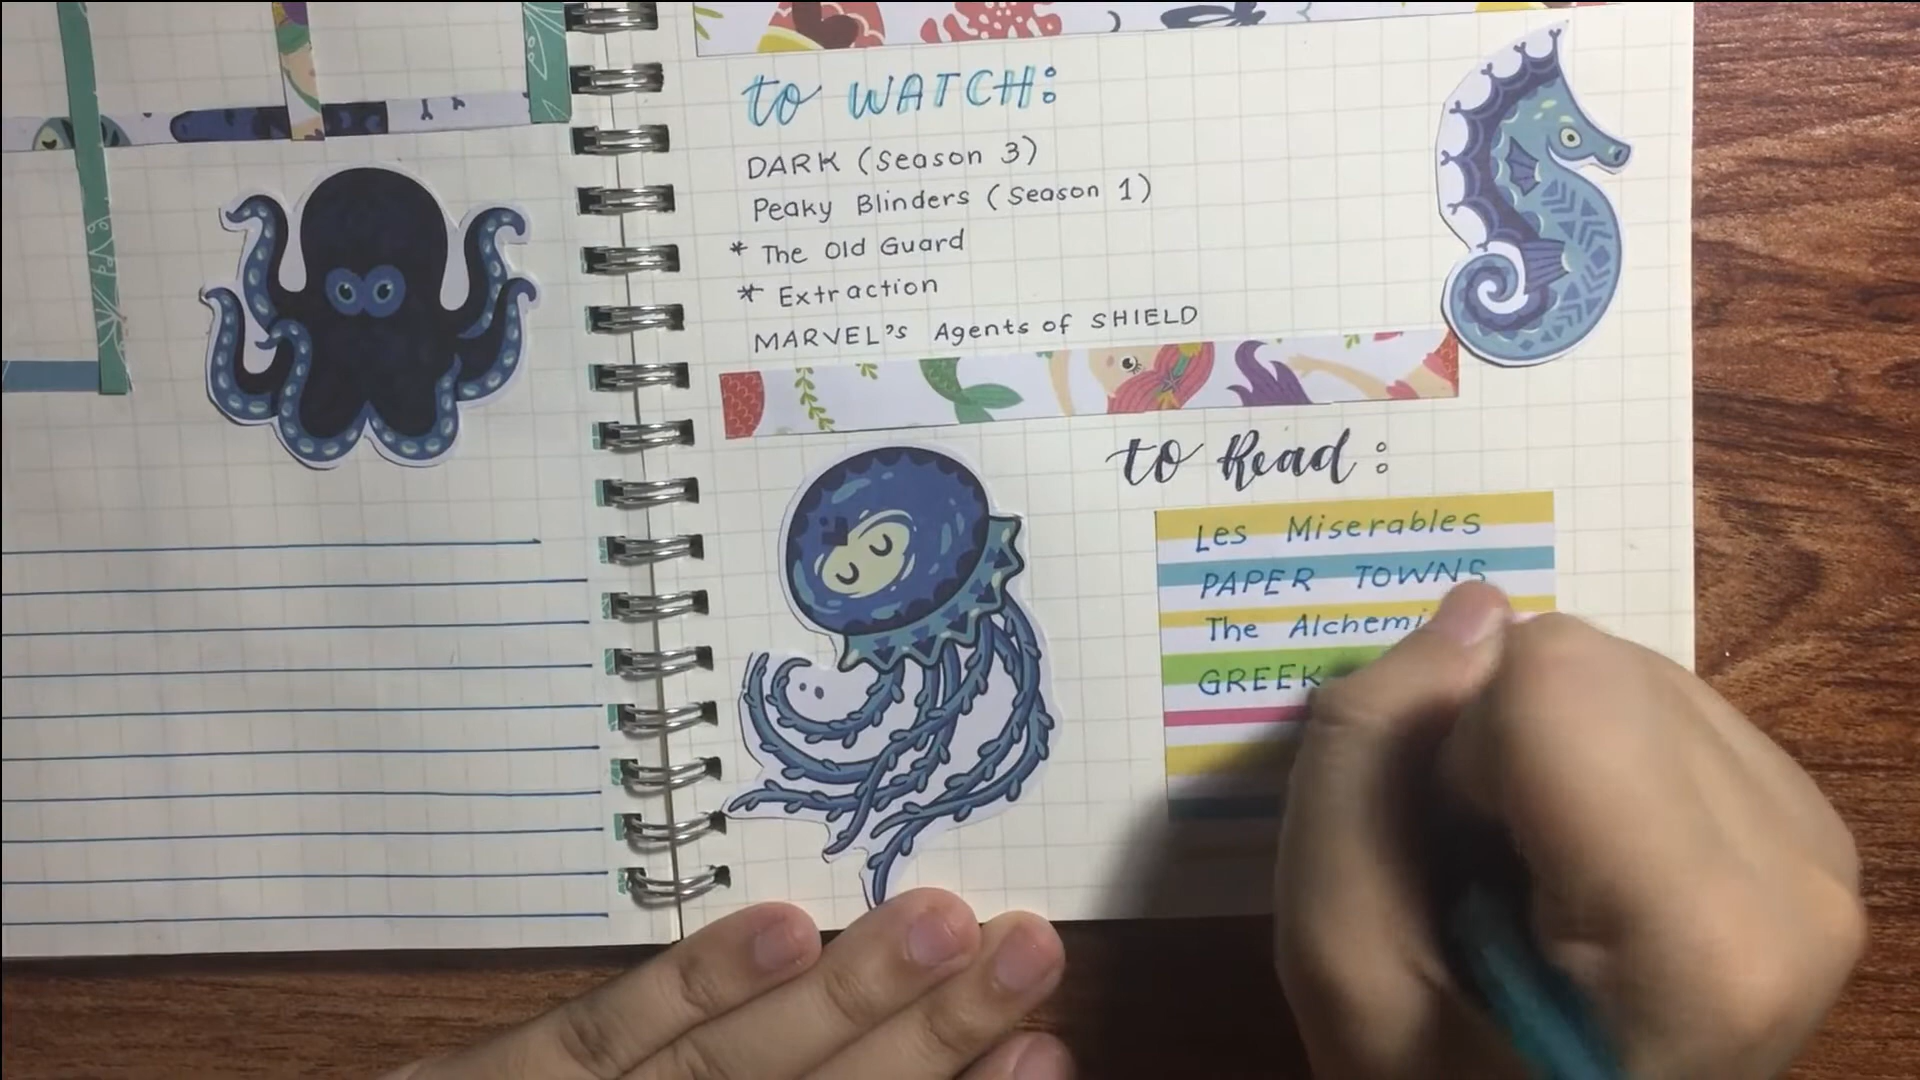 to WATCH:
DARK (Season 3)
Peaky Blinders (Season 1)
* The Old Guard
* Extraction
MARVEL's Agents of SHIELD
to Read:
Les Miserables
PAPER TOWNS
The
GREEK